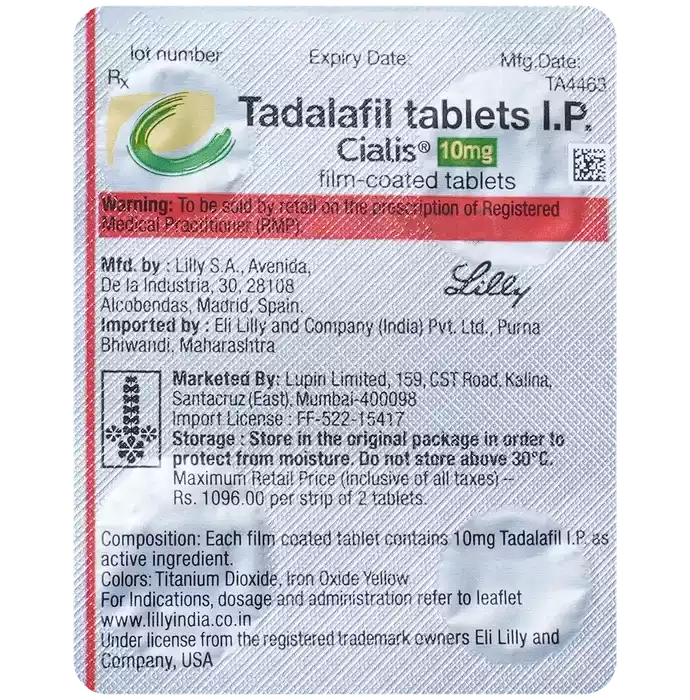 lot number Expiry Date: Mfg.Date:
Rx TA4463
Tadalafil tablets I.P.
Cialis® 10mg
film-coated tablets
Warning: To be sold by retail on the prescription of Registered
Medical Practitioner (RMP).
Mfd. by : Lilly S.A., Avenida,
De la Industria, 30, 28108
Alcobendas, Madrid, Spain.
Lilly
Imported by : Eli Lilly and Company (India) Pvt. Ltd., Purna
Bhiwandi, Maharashtra
Marketed By: Lupin Limited, 159, CST Road, Kalina,
Santacruz (East), Mumbai-400098
Import License : FF-522-15417
Storage : Store in the original package in order to
protect from moisture. Do not store above 30°C.
Maximum Retail Price (Inclusive of all taxes) –
Rs. 1096.00 per strip of 2 tablets.
Composition: Each film coated tablet contains 10mg Tadalafil I.P. as
active ingredient.
Colors: Titanium Dioxide, Iron Oxide Yellow
For Indications, dosage and administration refer to leaflet
www.lillyindia.co.in
Under license from the registered trademark owners Eli Lilly and
Company, USA